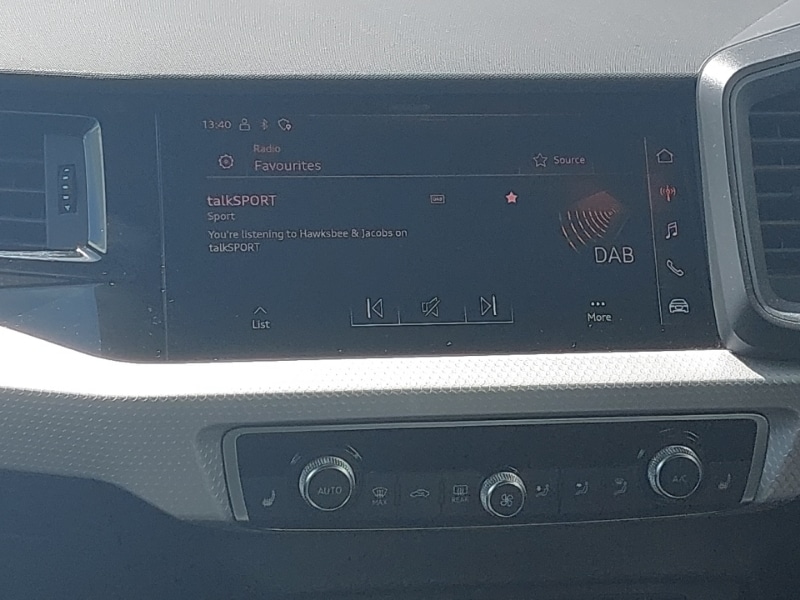 13:40
Radio
Favourites
Source
talkSPORT
Sport
You're listening to Hawksbee & Jacobs on
talkSPORT
DAB
List
More
AUTO
MAX
REAR
A/C